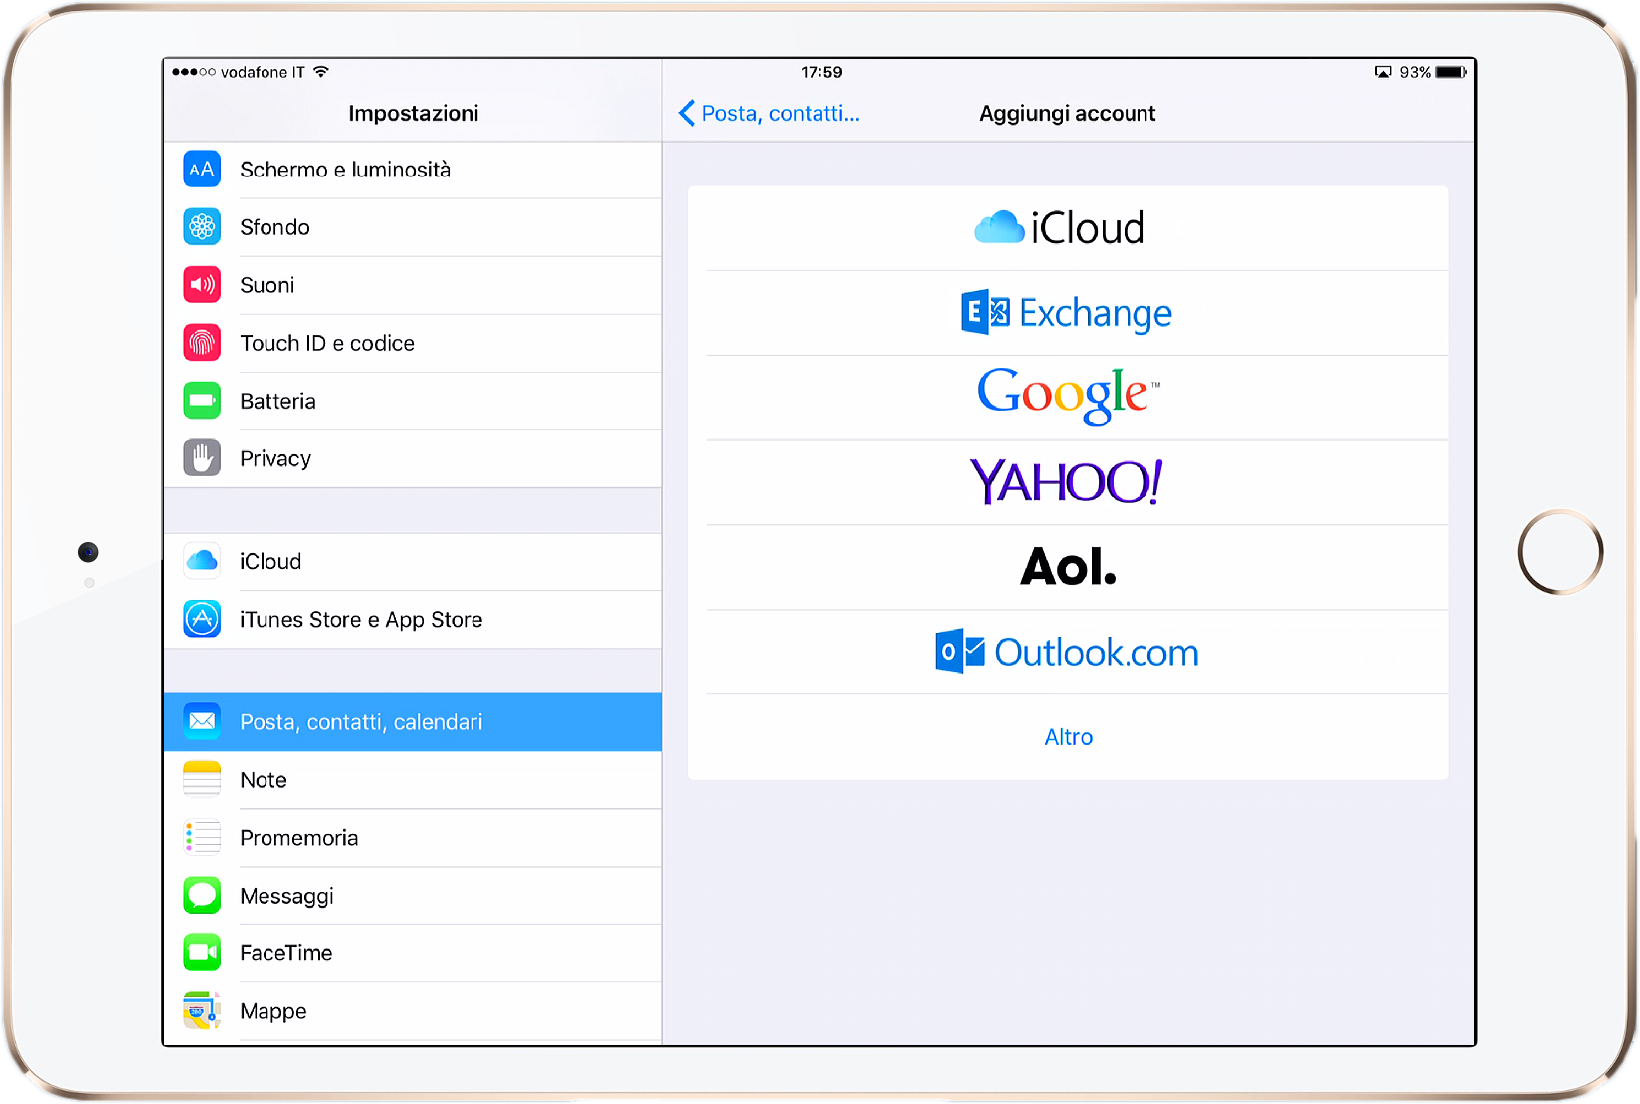 vodafone IT
17:59
93%
Impostazioni
Posta, contatti...
Aggiungi account
AA
Schermo e luminosità
Sfondo
Suoni
Touch ID e codice
Batteria
Privacy
iCloud
iTunes Store e App Store
Posta, contatti, calendari
Note
Promemoria
Messaggi
FaceTime
Mappe
iCloud
E Exchange
Google™
YAHOO!
Aol.
O Outlook.com
Altro